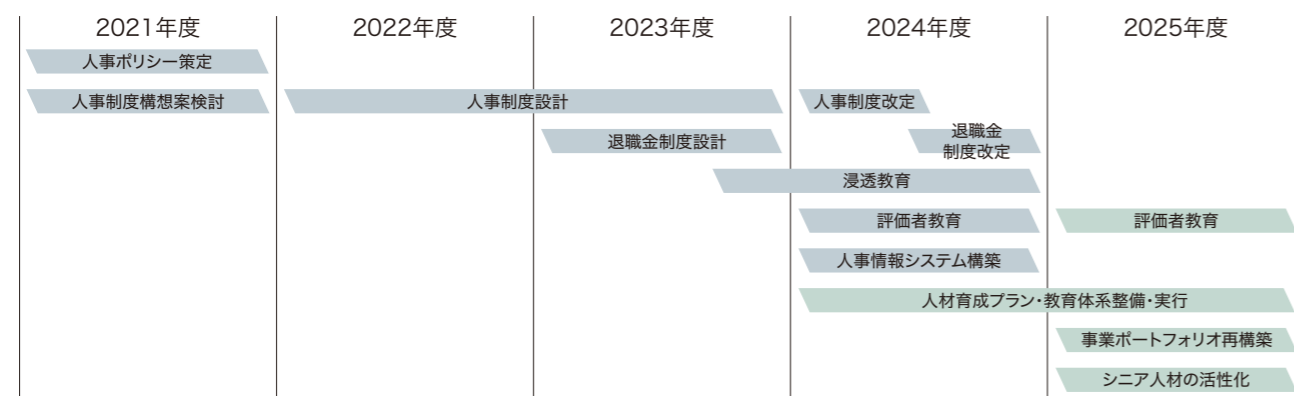 2021年度 2022年度 2023年度 2024年度 2025年度
人事ポリシー策定
人事制度構想案検討 人事制度設計 人事制度改定
退職金制度設計 退職金
制度改定
浸透教育
評価者教育 評価者教育
人事情報システム構築
人材育成プラン・教育体系整備・実行
事業ポートフォリオ再構築
シニア人材の活性化